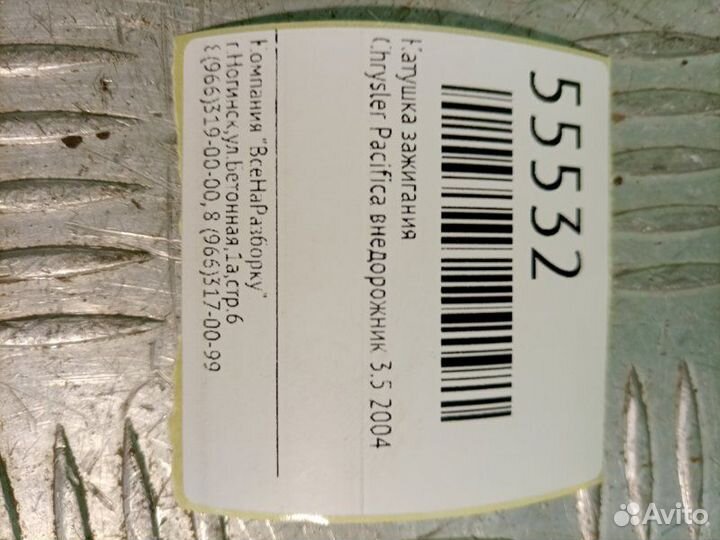 55532
Катушка зажигания
Chrysler Pacifica внедорожник 3.5 2004
Компания "ВсеНаРазборку"
г.Ногинск,ул.Бетонная,1а,стр.6
8(966)319-00-00, 8 (966)317-00-99
Avito